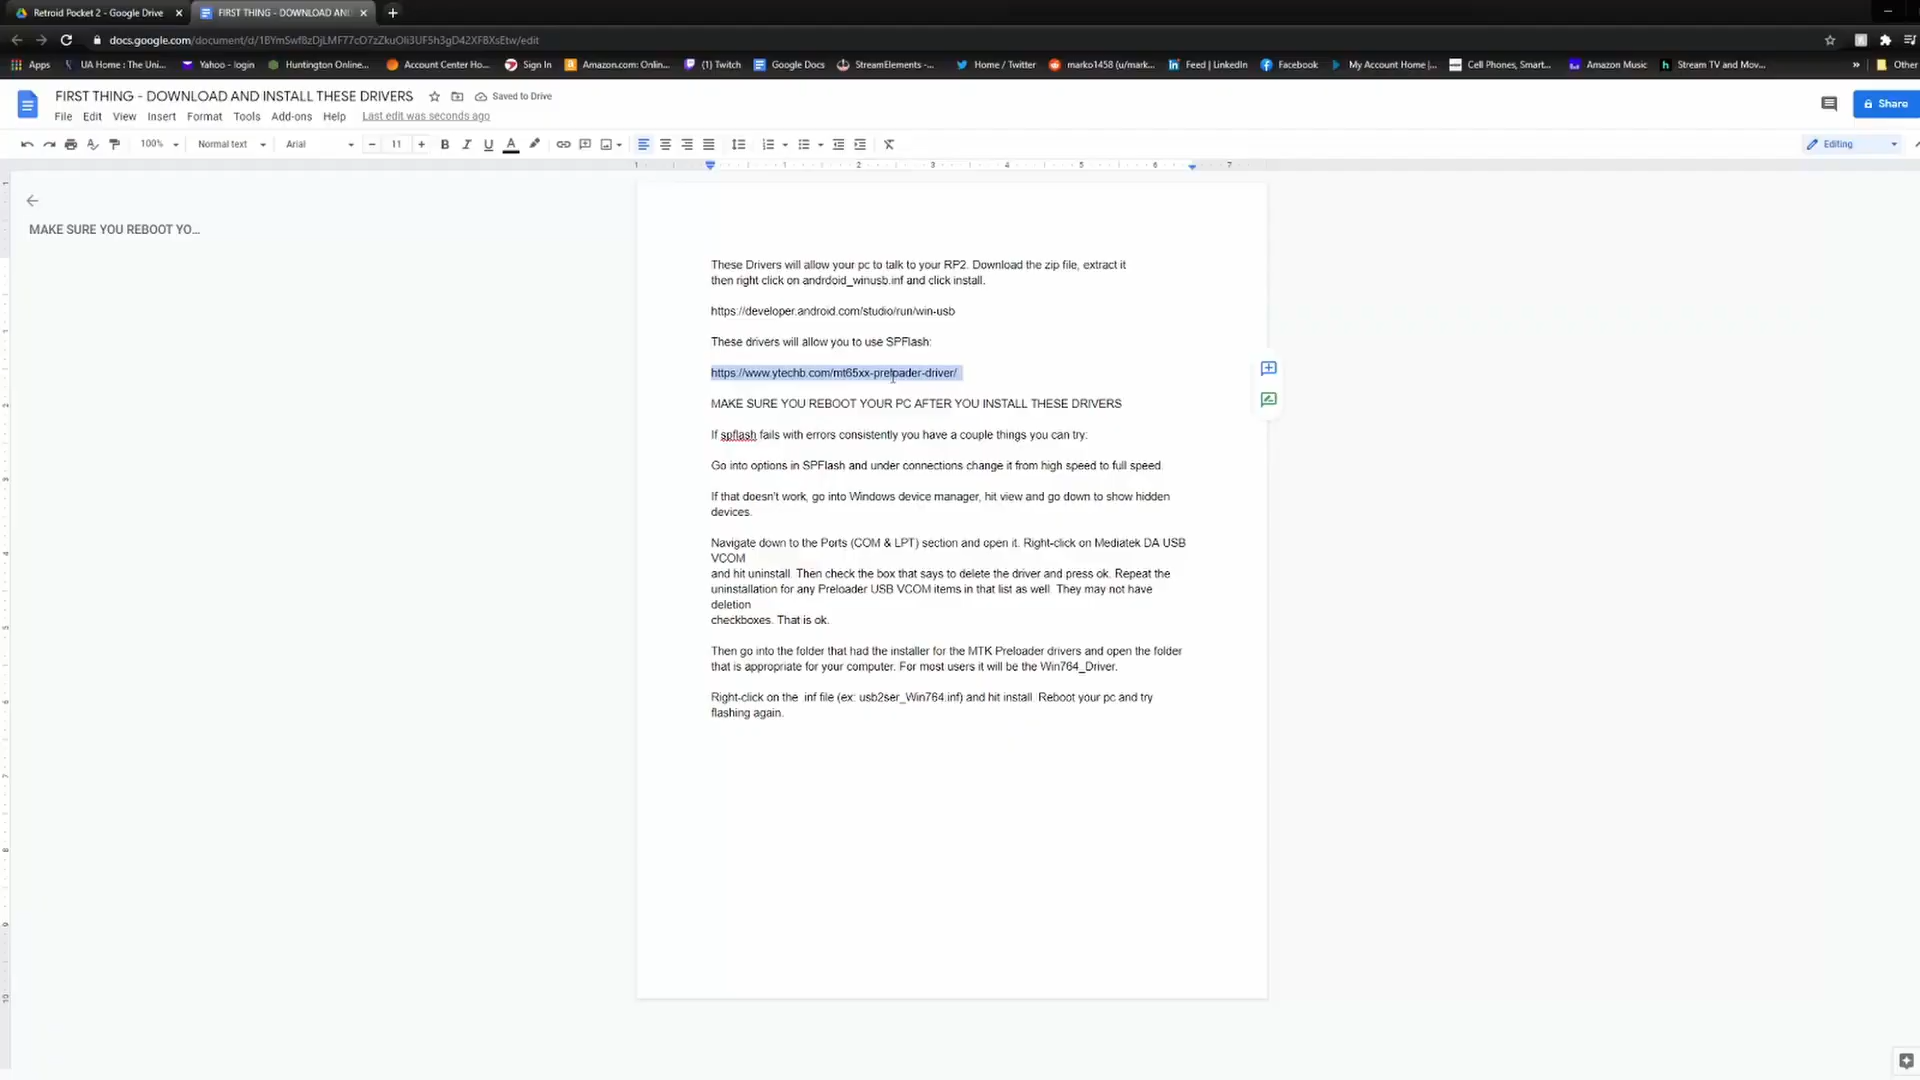 Retroid Pocket 2 - Google Drive
FIRST THING - DOWNLOAD AND
docs.google.com/document/d/1BYmSwf8zDjLMF77cO7zZkuOli3UF5h3gD42XFBXsEtw/edit
Apps
UA Home : The Uni...
Yahoo - login
Huntington Online...
Account Center Ho...
Sign In
Amazon.com: Onlin...
(1) Twitch
Google Docs
StreamElements -...
Home / Twitter
marko1458 (u/mark...
Feed | LinkedIn
Facebook
My Account Home |...
Cell Phones, Smart...
Amazon Music
Stream TV and Mov...
»
Other
FIRST THING - DOWNLOAD AND INSTALL THESE DRIVERS
Saved to Drive
Share
File Edit View Insert Format Tools Add-ons Help Last edit was seconds ago
100% Normal text Arial 11 B I U A Editing
1 1 2 3 4 5 6 7
MAKE SURE YOU REBOOT YO...
These Drivers will allow your pc to talk to your RP2. Download the zip file, extract it
then right click on andrdoid_winusb.inf and click install.
https://developer.android.com/studio/run/win-usb
These drivers will allow you to use SPFlash:
https://www.ytechb.com/mt65xx-preloader-driver/
MAKE SURE YOU REBOOT YOUR PC AFTER YOU INSTALL THESE DRIVERS
If spflash fails with errors consistently you have a couple things you can try:
Go into options in SPFlash and under connections change it from high speed to full speed
If that doesn't work, go into Windows device manager, hit view and go down to show hidden
devices.
Navigate down to the Ports (COM & LPT) section and open it. Right-click on Mediatek DA USB
VCOM
and hit uninstall. Then check the box that says to delete the driver and press ok. Repeat the
uninstallation for any Preloader USB VCOM items in that list as well. They may not have
deletion
checkboxes. That is ok.
Then go into the folder that had the installer for the MTK Preloader drivers and open the folder
that is appropriate for your computer. For most users it will be the Win764_Driver.
Right-click on the .inf file (ex: usb2ser_Win764.inf) and hit install. Reboot your pc and try
flashing again.